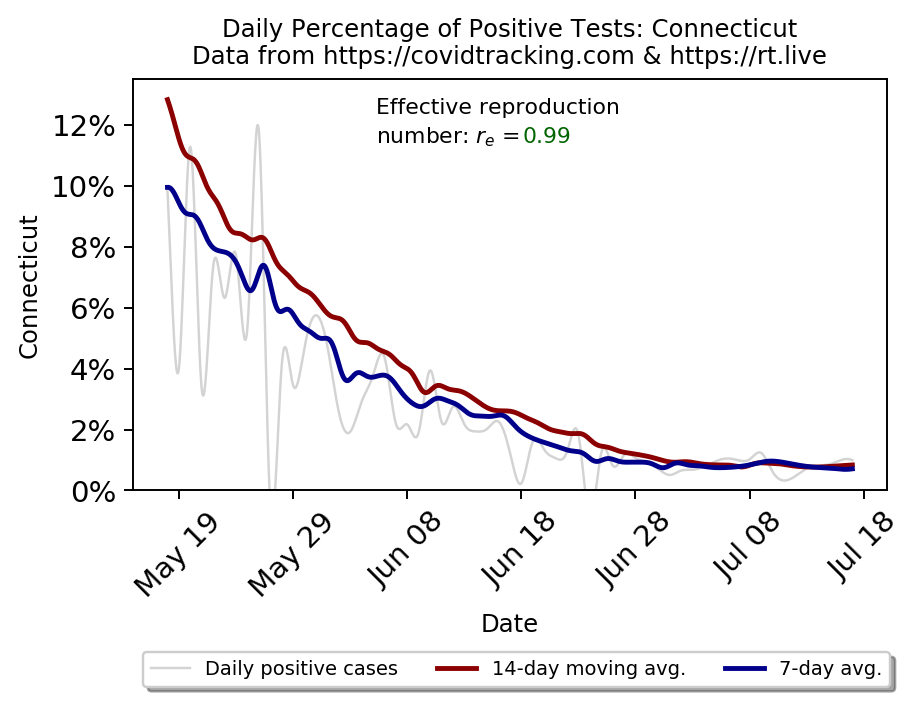 Daily Percentage of Positive Tests: Connecticut
Data from https://covidtracking.com & https://rt.live
Effective reproduction
number: rₑ =0.99
12%
10%
8%
6%
4%
2%
0%
Connecticut
May 19
May 29
Jun 08
Jun 18
Jun 28
Jul 08
Jul 18
Date
Daily positive cases
14-day moving avg.
7-day avg.